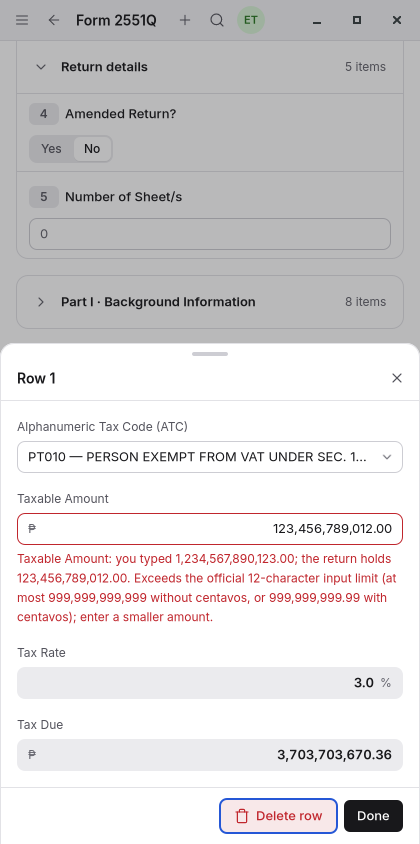 Form 2551Q
ET
Return details
5 items
4 Amended Return?
Yes No
5 Number of Sheet/s
0
Part I · Background Information
8 items
Row 1
Alphanumeric Tax Code (ATC)
PT010 — PERSON EXEMPT FROM VAT UNDER SEC. 1...
Taxable Amount
₱ 123,456,789,012.00
Taxable Amount: you typed 1,234,567,890,123.00; the return holds
123,456,789,012.00. Exceeds the official 12-character input limit (at
most 999,999,999,999 without centavos, or 999,999,999.99 with
centavos); enter a smaller amount.
Tax Rate
3.0 %
Tax Due
₱ 3,703,703,670.36
Delete row
Done